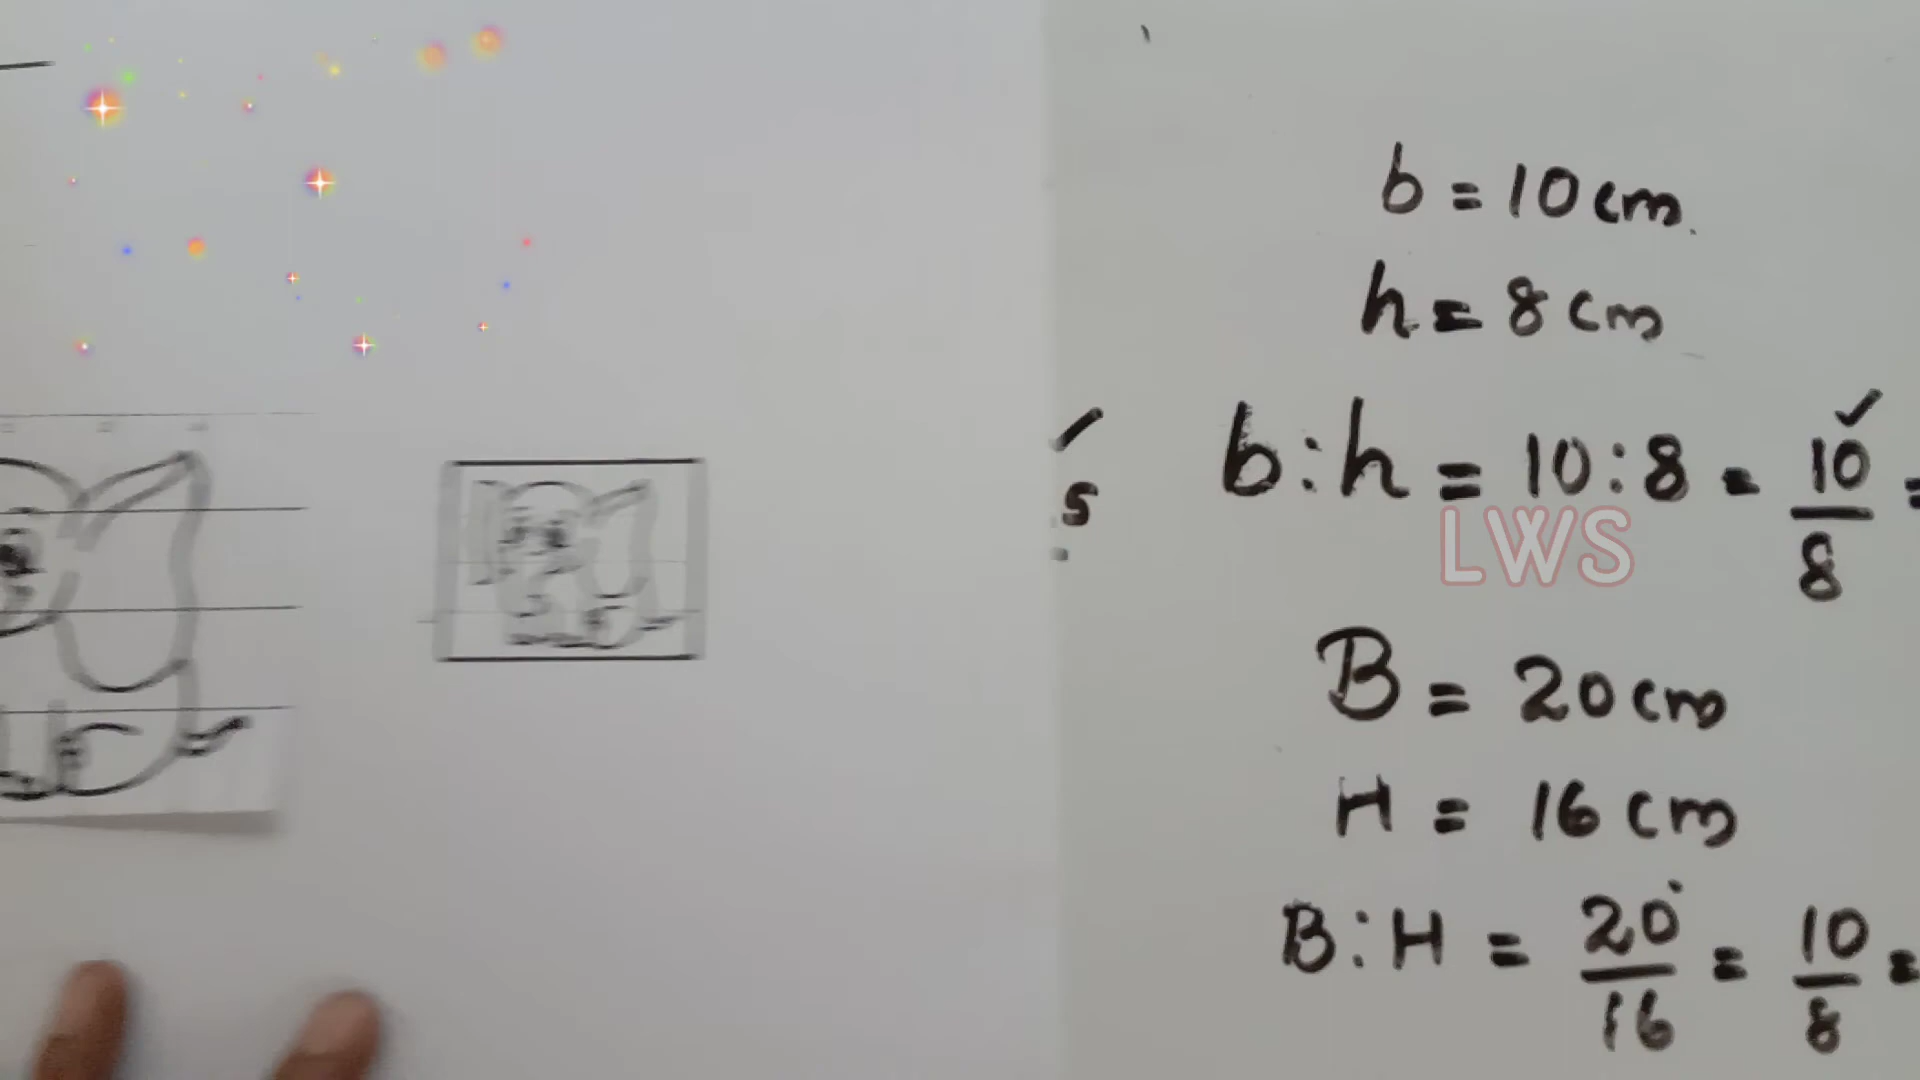 b = 10 cm
h = 8 cm
s
b : h = 10 : 8 = 10/8 =
LWS
B = 20 cm
H = 16 cm
B : H = 20/16 = 10/8 =